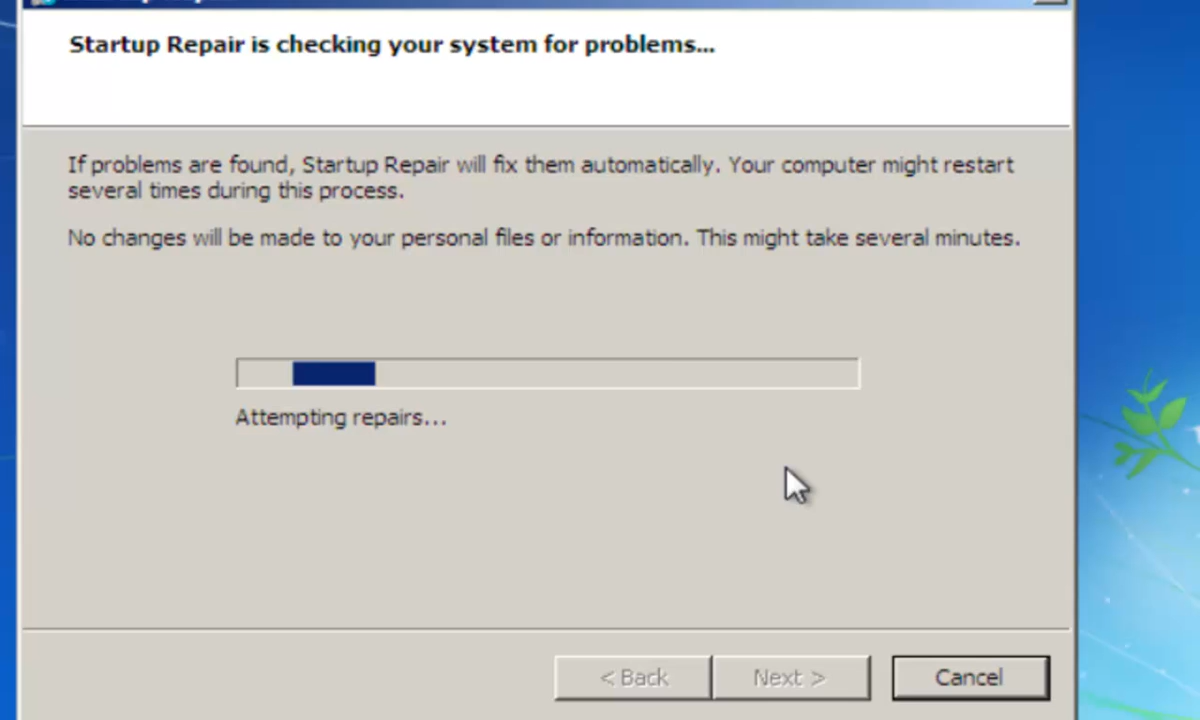 Startup Repair is checking your system for problems...
If problems are found, Startup Repair will fix them automatically. Your computer might restart
several times during this process.
No changes will be made to your personal files or information. This might take several minutes.
Attempting repairs...
< Back
Next >
Cancel